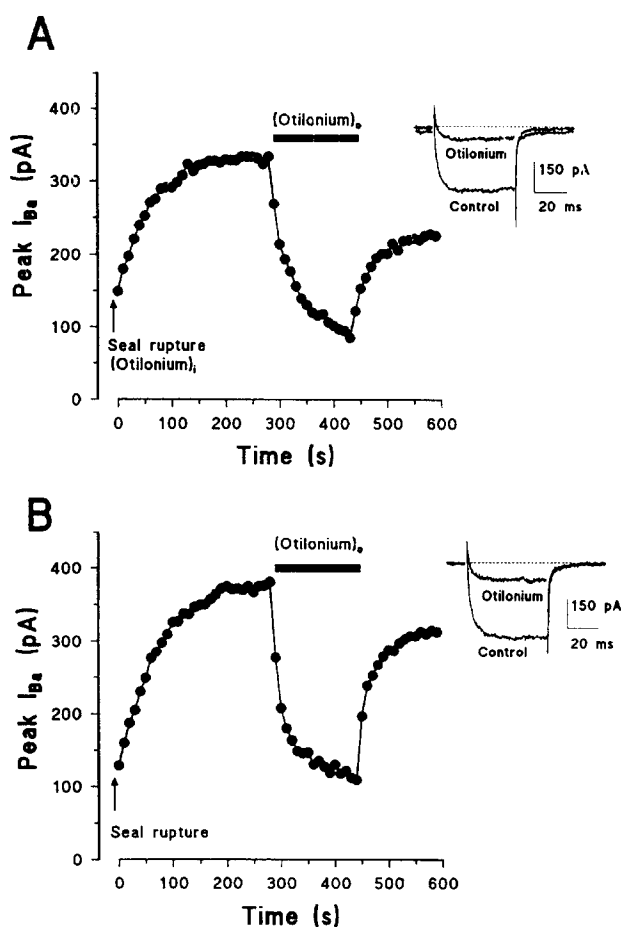 A
Peak I_Ba (pA)
400
300
200
100
0
(Otilonium)_e
Seal rupture
(Otilonium)_i
0 100 200 300 400 500 600
Time (s)
Otilonium
Control
150 pA
20 ms
B
Peak I_Ba (pA)
400
300
200
100
0
(Otilonium)_e
Seal rupture
0 100 200 300 400 500 600
Time (s)
Otilonium
Control
150 pA
20 ms